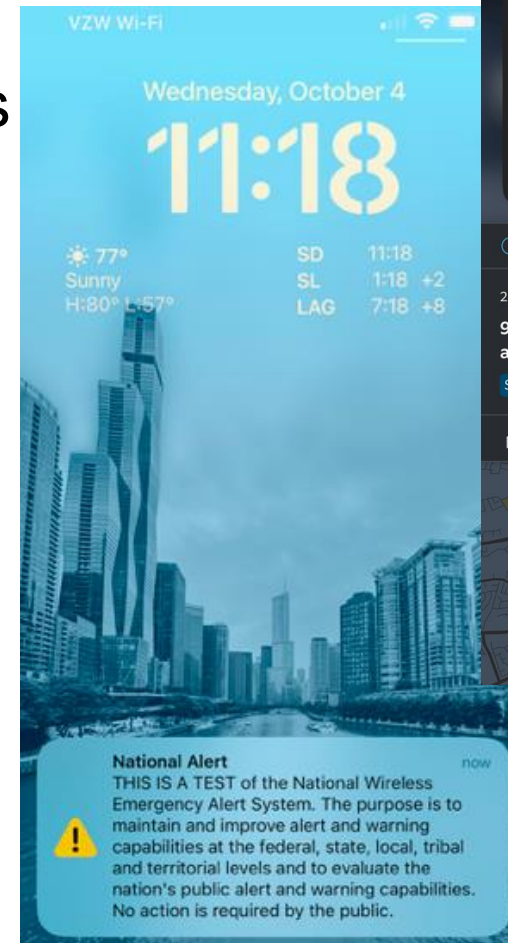 s
VZW Wi-Fi
Wednesday, October 4
11:18
77°
Sunny
H:80° L:57°
SD 11:18
SL 1:18 +2
LAG 7:18 +8
2
g
a
S
National Alert now
THIS IS A TEST of the National Wireless
Emergency Alert System. The purpose is to
maintain and improve alert and warning
capabilities at the federal, state, local, tribal
and territorial levels and to evaluate the
nation's public alert and warning capabilities.
No action is required by the public.